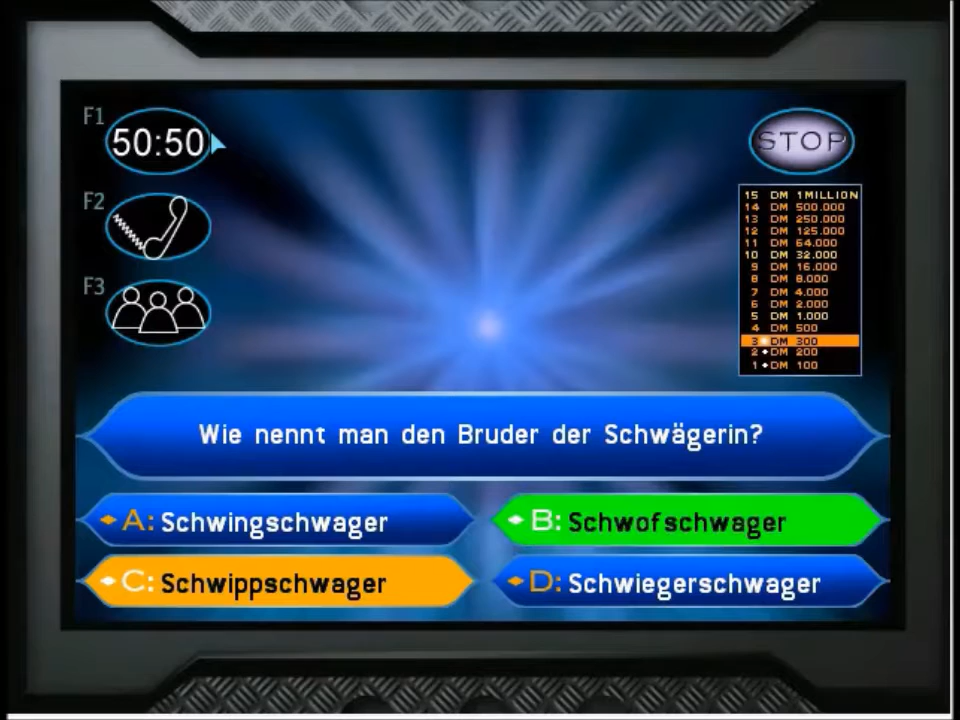 F1
50:50
F2
F3
STOP
15 DM 1MILLION
14 DM 500.000
13 DM 250.000
12 DM 125.000
11 DM 64.000
10 DM 32.000
9 DM 16.000
8 DM 8.000
7 DM 4.000
6 DM 2.000
5 DM 1.000
4 DM 500
3 DM 300
2 DM 200
1 DM 100
Wie nennt man den Bruder der Schwägerin?
A: Schwingschwager
B: Schwofschwager
C: Schwippschwager
D: Schwiegerschwager